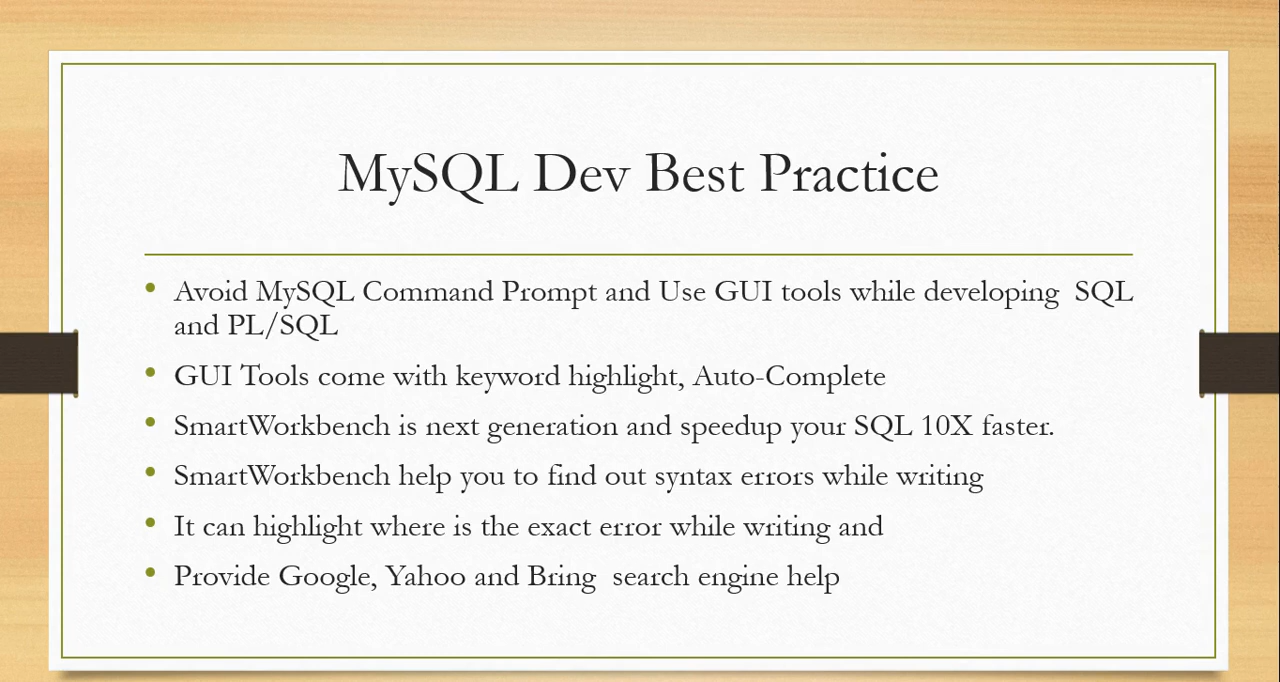 MySQL Dev Best Practice
• Avoid MySQL Command Prompt and Use GUI tools while developing  SQL
and PL/SQL
• GUI Tools come with keyword highlight, Auto-Complete
• SmartWorkbench is next generation and speedup your SQL 10X faster.
• SmartWorkbench help you to find out syntax errors while writing
• It can highlight where is the exact error while writing and
• Provide Google, Yahoo and Bring  search engine help